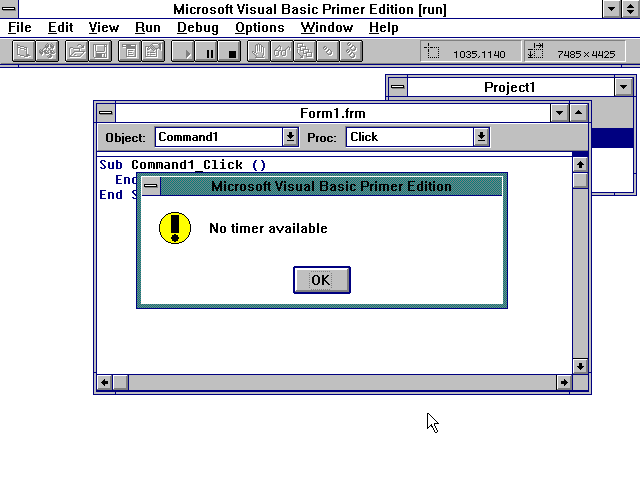 Microsoft Visual Basic Primer Edition [run]
File Edit View Run Debug Options Window Help
1035,1140 7485×4425
Project1
Form1.frm
Object: Command1 Proc: Click
Sub Command1_Click ()
End
End S
Microsoft Visual Basic Primer Edition
No timer available
OK